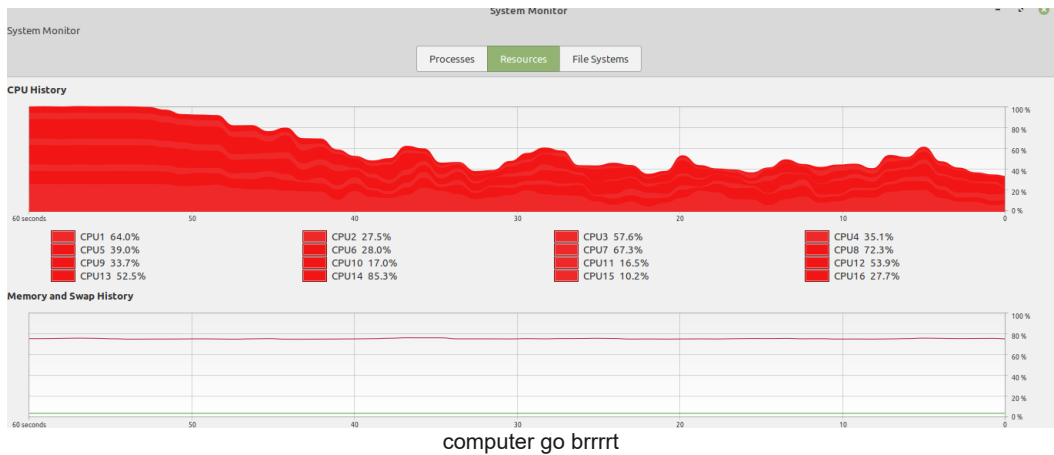 System Monitor
System Monitor
Processes Resources File Systems
CPU History
100 %
80 %
60 %
40 %
20 %
0 %
60 seconds 50 40 30 20 10 0
CPU1 64.0% CPU2 27.5% CPU3 57.6% CPU4 35.1%
CPU5 39.0% CPU6 28.0% CPU7 67.3% CPU8 72.3%
CPU9 33.7% CPU10 17.0% CPU11 16.5% CPU12 53.9%
CPU13 52.5% CPU14 85.3% CPU15 10.2% CPU16 27.7%
Memory and Swap History
100 %
80 %
60 %
40 %
20 %
0 %
60 seconds 50 40 30 20 10 0
computer go brrrrt